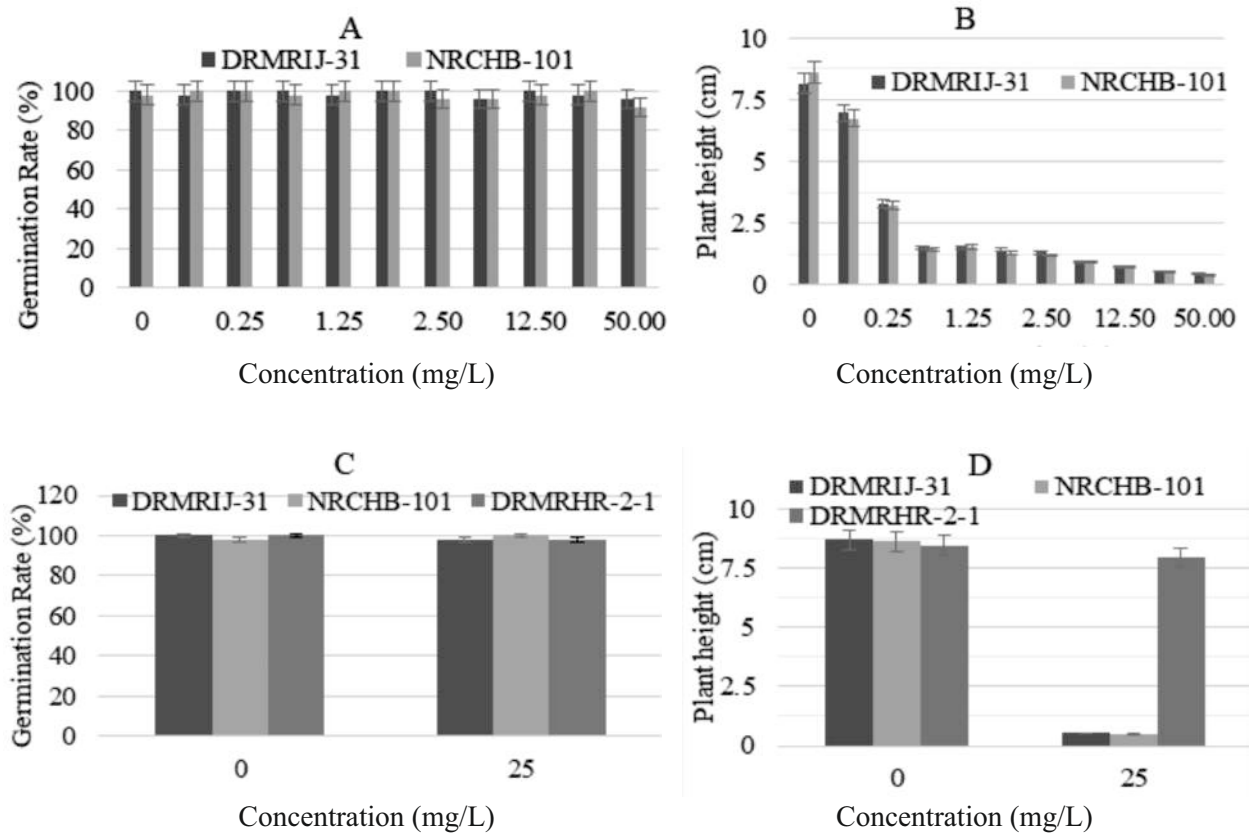 A
DRMRIJ-31 NRCHB-101
Germination Rate (%)
100
80
60
40
20
0
0 0.25 1.25 2.50 12.50 50.00
Concentration (mg/L)
B
DRMRIJ-31 NRCHB-101
Plant height (cm)
10
7.5
5
2.5
0
0 0.25 1.25 2.50 12.50 50.00
Concentration (mg/L)
C
DRMRIJ-31 NRCHB-101 DRMRHR-2-1
Germination Rate (%)
120
100
80
60
40
20
0
0 25
Concentration (mg/L)
D
DRMRIJ-31 NRCHB-101
DRMRHR-2-1
Plant height (cm)
10
7.5
5
2.5
0
0 25
Concentration (mg/L)